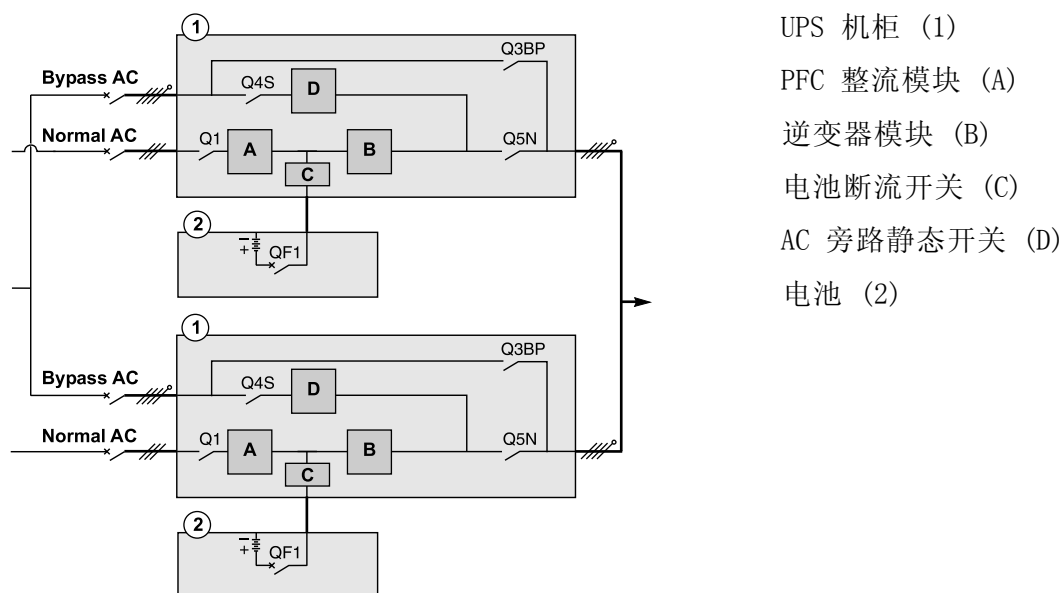 1
Q3BP
Bypass AC
Q4S
D
Normal AC
Q1
A
B
Q5N
C
2
−
+
QF1
1
Q3BP
Bypass AC
Q4S
D
Normal AC
Q1
A
B
Q5N
C
2
−
+
QF1
UPS 机柜 (1)
PFC 整流模块 (A)
逆变器模块 (B)
电池断流开关 (C)
AC 旁路静态开关 (D)
电池 (2)